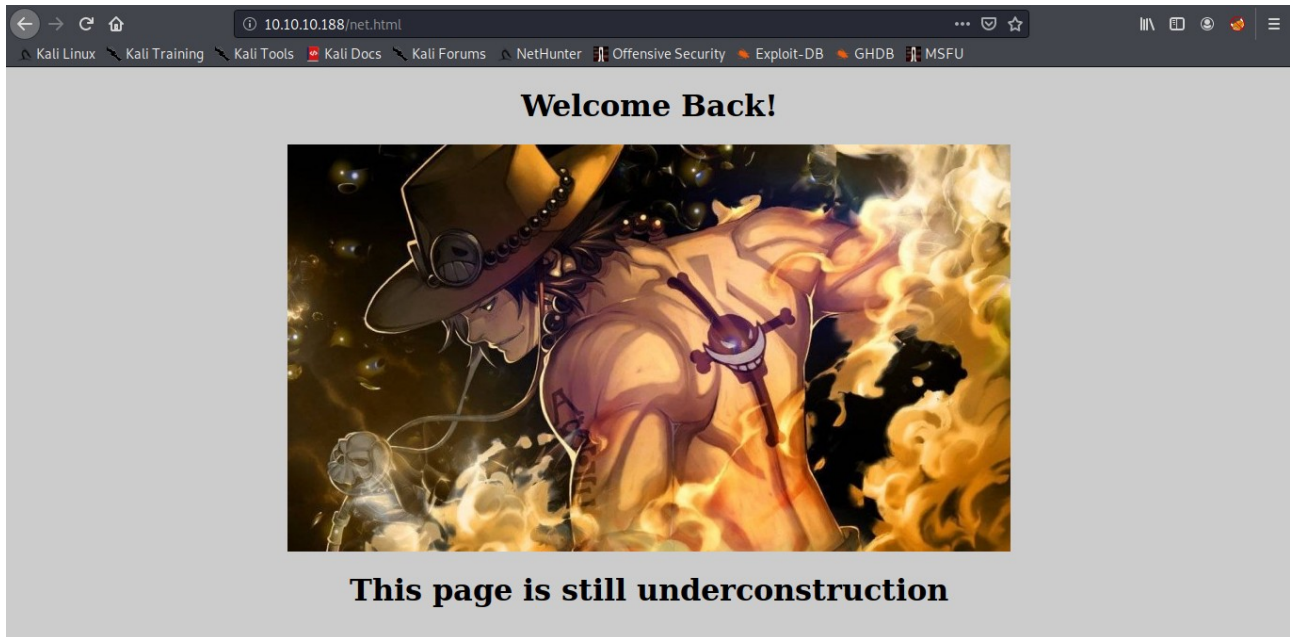 10.10.10.188/net.html
Kali Linux Kali Training Kali Tools Kali Docs Kali Forums NetHunter Offensive Security Exploit-DB GHDB MSFU
Welcome Back!
This page is still underconstruction